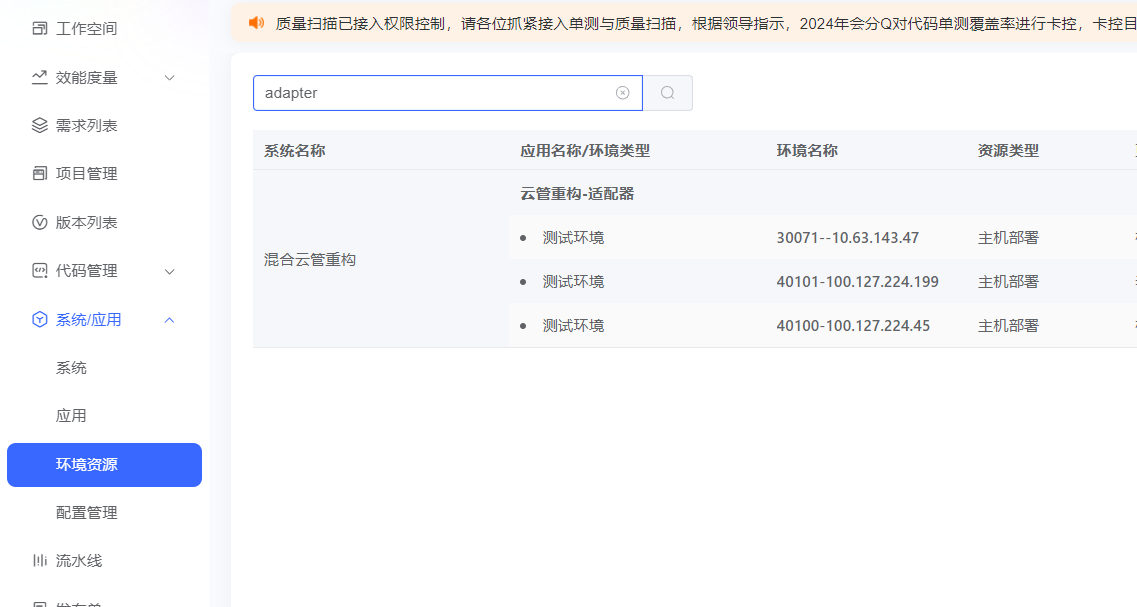 工作空间
效能度量
需求列表
项目管理
版本列表
代码管理
系统/应用
系统
应用
环境资源
配置管理
流水线
发布单
质量扫描已接入权限控制，请各位抓紧接入单测与质量扫描，根据领导指示，2024年会分Q对代码单测覆盖率进行卡控，卡控目
adapter
系统名称 应用名称/环境类型 环境名称 资源类型
云管重构-适配器
混合云管重构
测试环境 30071--10.63.143.47 主机部署
测试环境 40101-100.127.224.199 主机部署
测试环境 40100-100.127.224.45 主机部署